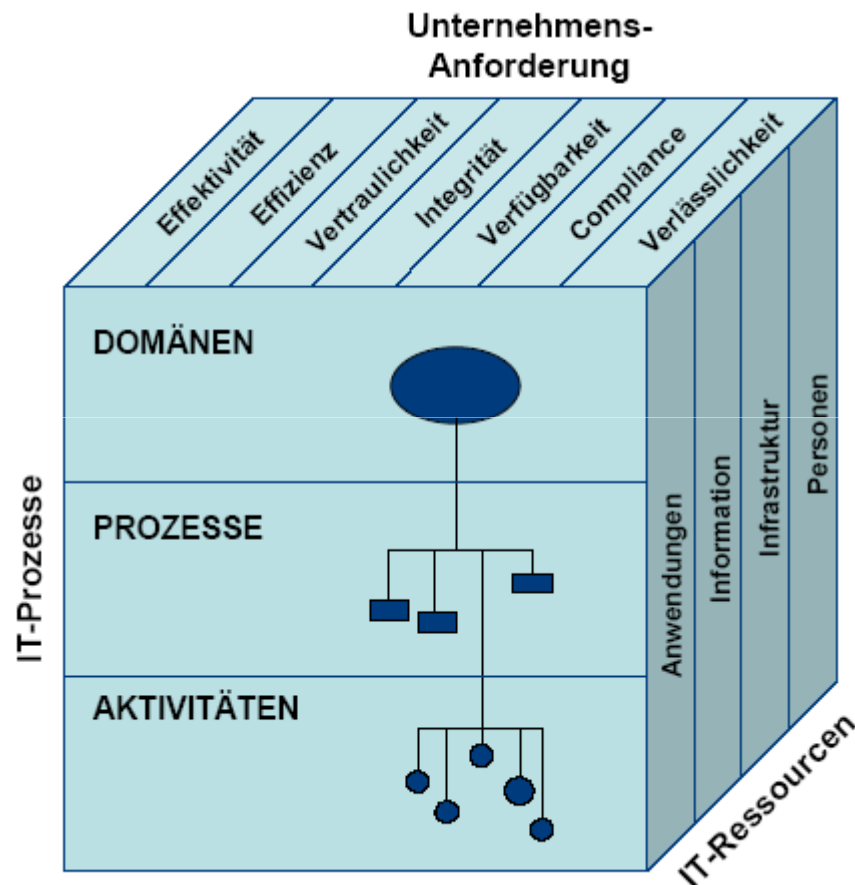 Unternehmens-
Anforderung
Effektivität
Effizienz
Vertraulichkeit
Integrität
Verfügbarkeit
Compliance
Verlässlichkeit
IT-Prozesse
DOMÄNEN
PROZESSE
AKTIVITÄTEN
Anwendungen
Information
Infrastruktur
Personen
IT-Ressourcen